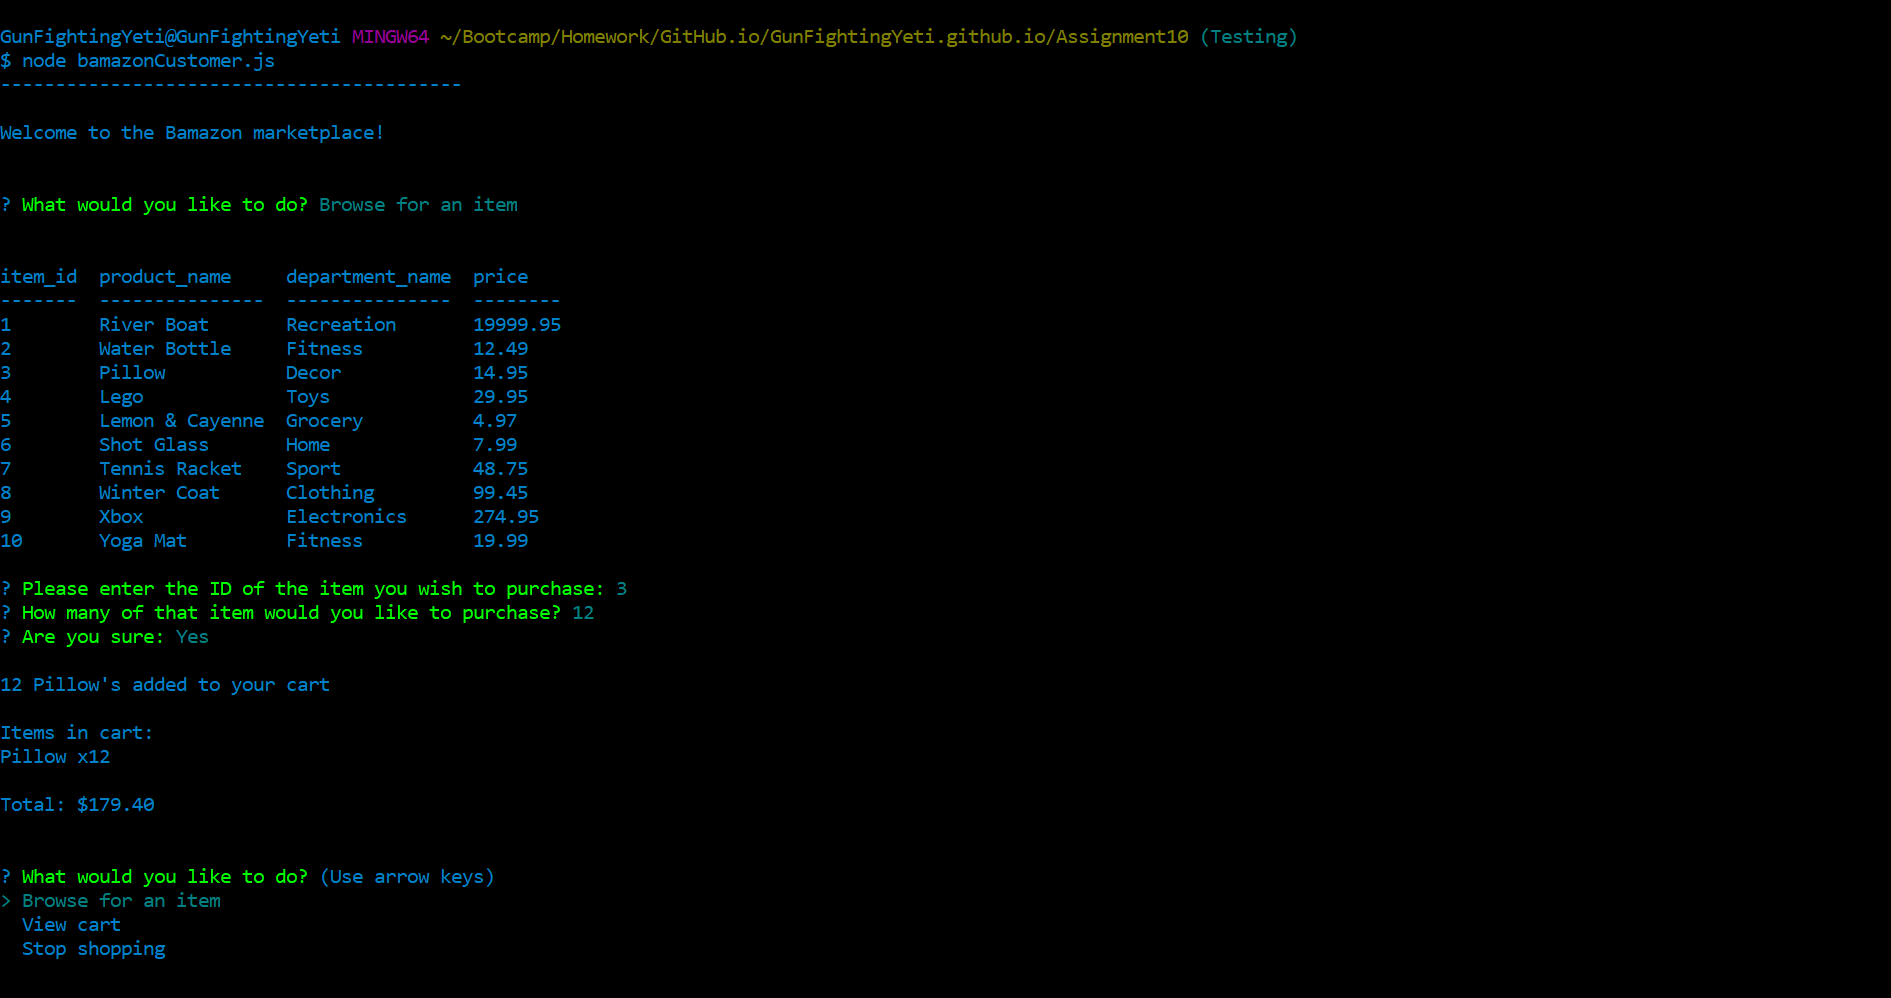 GunFightingYeti@GunFightingYeti MINGW64 ~/Bootcamp/Homework/GitHub.io/GunFightingYeti.github.io/Assignment10 (Testing)
$ node bamazonCustomer.js
------------------------------------------
Welcome to the Bamazon marketplace!
? What would you like to do? Browse for an item
item_id  product_name     department_name  price
-------  ---------------  ---------------  --------
1        River Boat       Recreation       19999.95
2        Water Bottle     Fitness          12.49
3        Pillow           Decor            14.95
4        Lego             Toys             29.95
5        Lemon & Cayenne  Grocery          4.97
6        Shot Glass       Home             7.99
7        Tennis Racket    Sport            48.75
8        Winter Coat      Clothing         99.45
9        Xbox             Electronics      274.95
10       Yoga Mat         Fitness          19.99
? Please enter the ID of the item you wish to purchase: 3
? How many of that item would you like to purchase? 12
? Are you sure: Yes
12 Pillow's added to your cart
Items in cart:
Pillow x12
Total: $179.40
? What would you like to do? (Use arrow keys)
> Browse for an item
  View cart
  Stop shopping